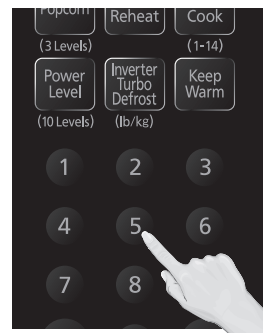 Popcorn
Reheat
Cook
(3 Levels)
(1-14)
Power
Level
Inverter
Turbo
Defrost
Keep
Warm
(10 Levels)
(lb/kg)
1
2
3
4
5
6
7
8